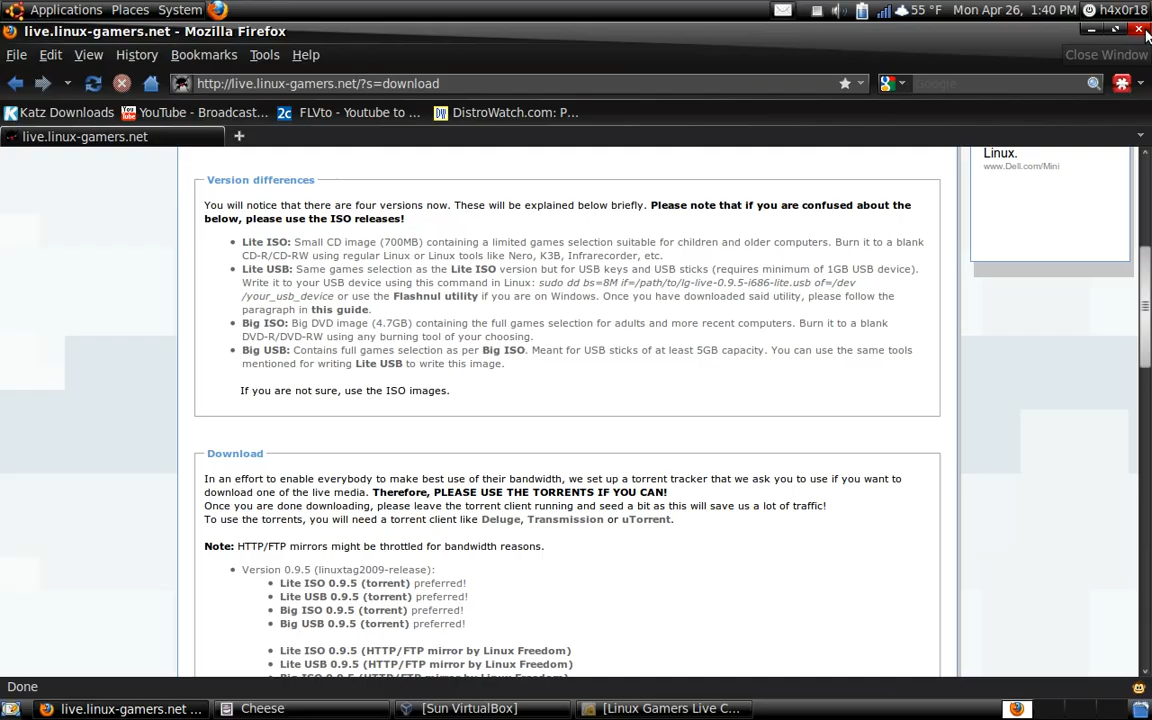 Applications Places System 55 °F Mon Apr 26, 1:40 PM h4x0r18
live.linux-gamers.net - Mozilla Firefox
File Edit View History Bookmarks Tools Help Close Window
http://live.linux-gamers.net/?s=download Google
Katz Downloads YouTube - Broadcast... 2c FLVto - Youtube to ... DW DistroWatch.com: P...
live.linux-gamers.net
Linux.
www.Dell.com/Mini
Version differences
You will notice that there are four versions now. These will be explained below briefly. Please note that if you are confused about the
below, please use the ISO releases!
Lite ISO: Small CD image (700MB) containing a limited games selection suitable for children and older computers. Burn it to a blank
CD-R/CD-RW using regular Linux or Linux tools like Nero, K3B, Infrarecorder, etc.
Lite USB: Same games selection as the Lite ISO version but for USB keys and USB sticks (requires minimum of 1GB USB device).
Write it to your USB device using this command in Linux: sudo dd bs=8M if=/path/to/lg-live-0.9.5-i686-lite.usb of=/dev
/your_usb_device or use the Flashnul utility if you are on Windows. Once you have downloaded said utility, please follow the
paragraph in this guide.
Big ISO: Big DVD image (4.7GB) containing the full games selection for adults and more recent computers. Burn it to a blank
DVD-R/DVD-RW using any burning tool of your choosing.
Big USB: Contains full games selection as per Big ISO. Meant for USB sticks of at least 5GB capacity. You can use the same tools
mentioned for writing Lite USB to write this image.
If you are not sure, use the ISO images.
Download
In an effort to enable everybody to make best use of their bandwidth, we set up a torrent tracker that we ask you to use if you want to
download one of the live media. Therefore, PLEASE USE THE TORRENTS IF YOU CAN!
Once you are done downloading, please leave the torrent client running and seed a bit as this will save us a lot of traffic!
To use the torrents, you will need a torrent client like Deluge, Transmission or uTorrent.
Note: HTTP/FTP mirrors might be throttled for bandwidth reasons.
Version 0.9.5 (linuxtag2009-release):
Lite ISO 0.9.5 (torrent) preferred!
Lite USB 0.9.5 (torrent) preferred!
Big ISO 0.9.5 (torrent) preferred!
Big USB 0.9.5 (torrent) preferred!
Lite ISO 0.9.5 (HTTP/FTP mirror by Linux Freedom)
Lite USB 0.9.5 (HTTP/FTP mirror by Linux Freedom)
Big ISO 0.9.5 (HTTP/FTP mirror by Linux Freedom)
Done
live.linux-gamers.net ... Cheese [Sun VirtualBox] [Linux Gamers Live C...